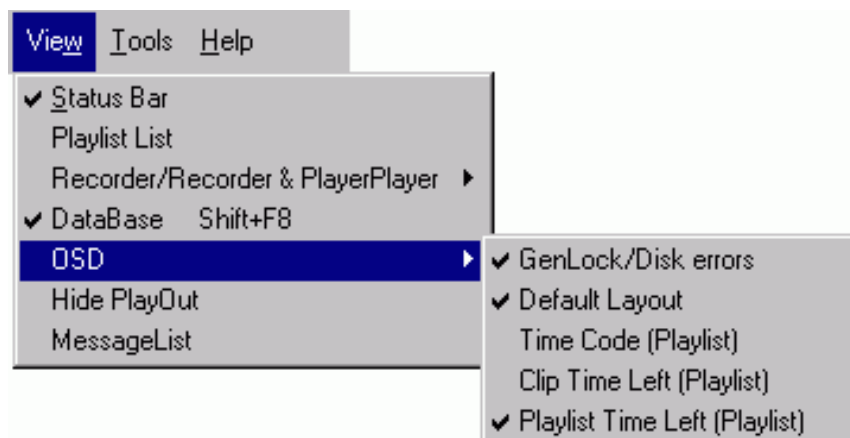 View Tools Help
Status Bar
Playlist List
Recorder/Recorder & PlayerPlayer
DataBase Shift+F8
OSD
Hide PlayOut
MessageList
GenLock/Disk errors
Default Layout
Time Code (Playlist)
Clip Time Left (Playlist)
Playlist Time Left (Playlist)